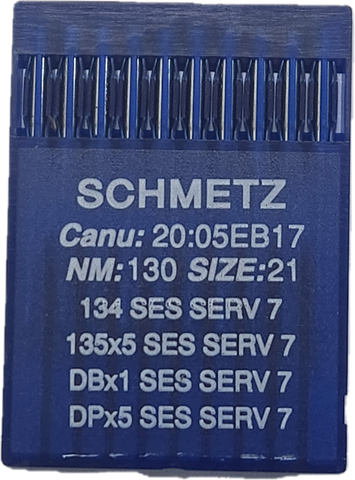 SCHMETZ
Canu: 20:05EB17
NM:130 SIZE:21
134 SES SERV 7
135x5 SES SERV 7
DBx1 SES SERV 7
DPx5 SES SERV 7